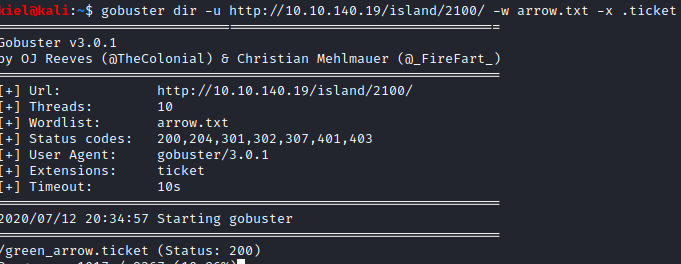 kiel@kali:~$ gobuster dir -u http://10.10.140.19/island/2100/ -w arrow.txt -x .ticket
Gobuster v3.0.1
by OJ Reeves (@TheColonial) & Christian Mehlmauer (@_FireFart_)
[+] Url: http://10.10.140.19/island/2100/
[+] Threads: 10
[+] Wordlist: arrow.txt
[+] Status codes: 200,204,301,302,307,401,403
[+] User Agent: gobuster/3.0.1
[+] Extensions: ticket
[+] Timeout: 10s
2020/07/12 20:34:57 Starting gobuster
/green_arrow.ticket (Status: 200)